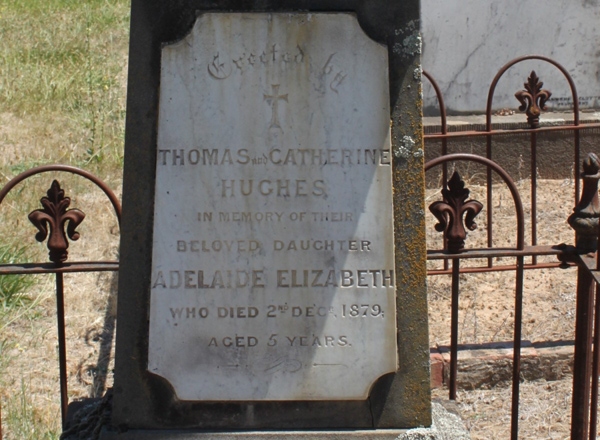 Erected by
THOMAS AND CATHERINE
HUGHES
IN MEMORY OF THEIR
BELOVED DAUGHTER
ADELAIDE ELIZABETH
WHO DIED 2ND DECR. 1879,
AGED 5 YEARS.